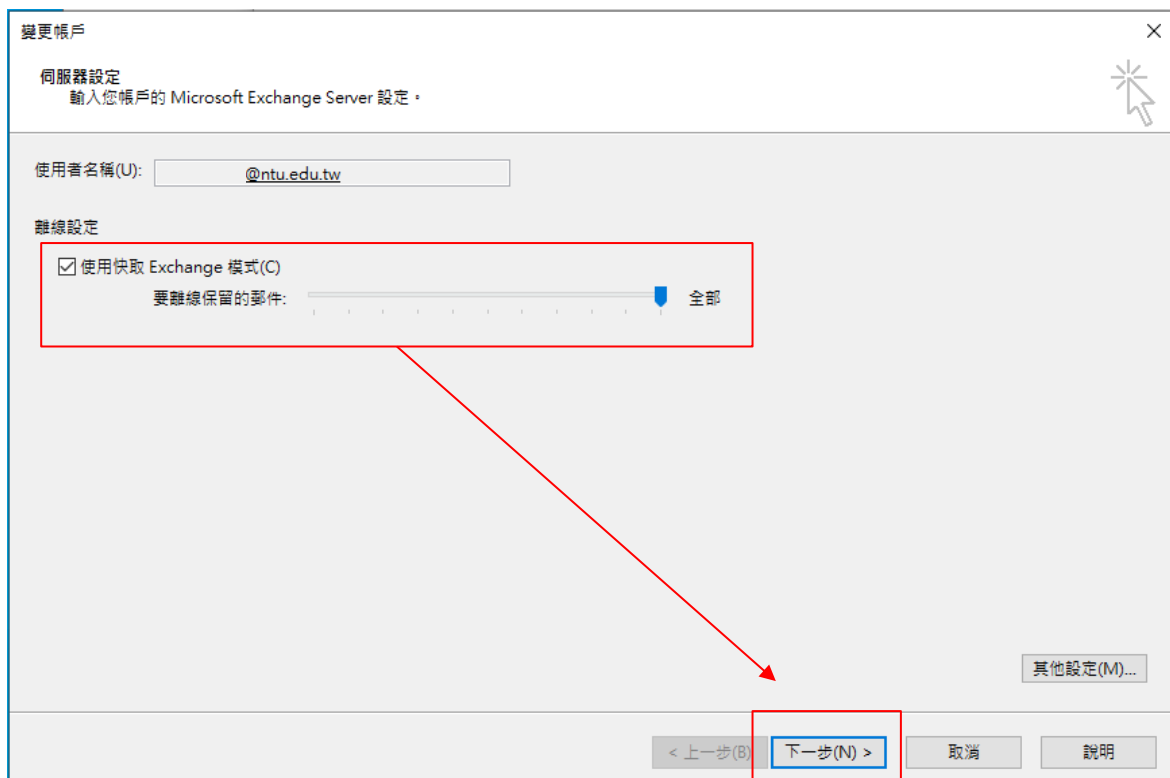 變更帳戶
伺服器設定
輸入您帳戶的 Microsoft Exchange Server 設定。
使用者名稱(U): @ntu.edu.tw
離線設定
使用快取 Exchange 模式(C)
要離線保留的郵件: 全部
其他設定(M)...
< 上一步(B) 下一步(N) > 取消 說明